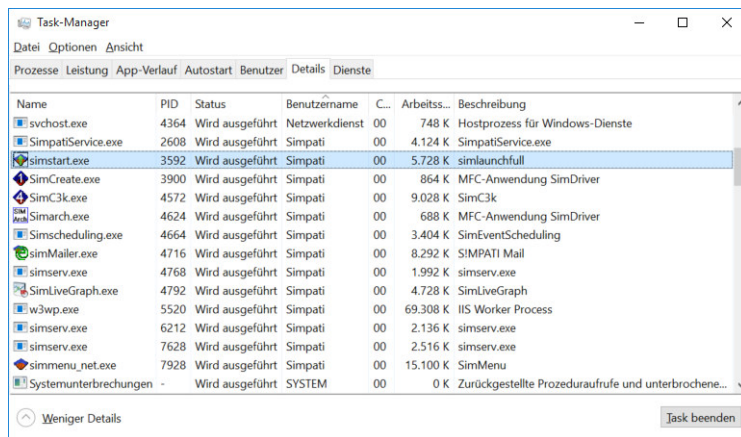 Task-Manager
Datei Optionen Ansicht
Prozesse Leistung App-Verlauf Autostart Benutzer Details Dienste
Name PID Status Benutzername C... Arbeitss... Beschreibung
svchost.exe 4364 Wird ausgeführt Netzwerkdienst 00 748 K Hostprozess für Windows-Dienste
SimpatiService.exe 2608 Wird ausgeführt Simpati 00 4.124 K SimpatiService.exe
simstart.exe 3592 Wird ausgeführt Simpati 00 5.728 K simlaunchfull
SimCreate.exe 3900 Wird ausgeführt Simpati 00 864 K MFC-Anwendung SimDriver
SimC3k.exe 4572 Wird ausgeführt Simpati 00 9.028 K SimC3k
SIM Arch Simarch.exe 4624 Wird ausgeführt Simpati 00 688 K MFC-Anwendung SimDriver
Simscheduling.exe 4664 Wird ausgeführt Simpati 00 3.404 K SimEventScheduling
simMailer.exe 4716 Wird ausgeführt Simpati 00 8.292 K S!MPATI Mail
simserv.exe 4768 Wird ausgeführt Simpati 00 1.992 K simserv.exe
SimLiveGraph.exe 4792 Wird ausgeführt Simpati 00 4.728 K SimLiveGraph
w3wp.exe 5520 Wird ausgeführt Simpati 00 69.308 K IIS Worker Process
simserv.exe 6212 Wird ausgeführt Simpati 00 2.136 K simserv.exe
simserv.exe 7628 Wird ausgeführt Simpati 00 2.516 K simserv.exe
simmenu_net.exe 7928 Wird ausgeführt Simpati 00 15.100 K SimMenu
Systemunterbrechungen - Wird ausgeführt SYSTEM 00 0 K Zurückgestellte Prozeduraufrufe und unterbrochene...
Weniger Details Task beenden